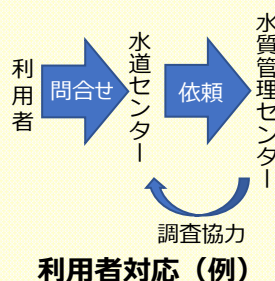 利用者
問合せ
水道センター
依頼
水質管理センター
調査協力
利用者対応（例）